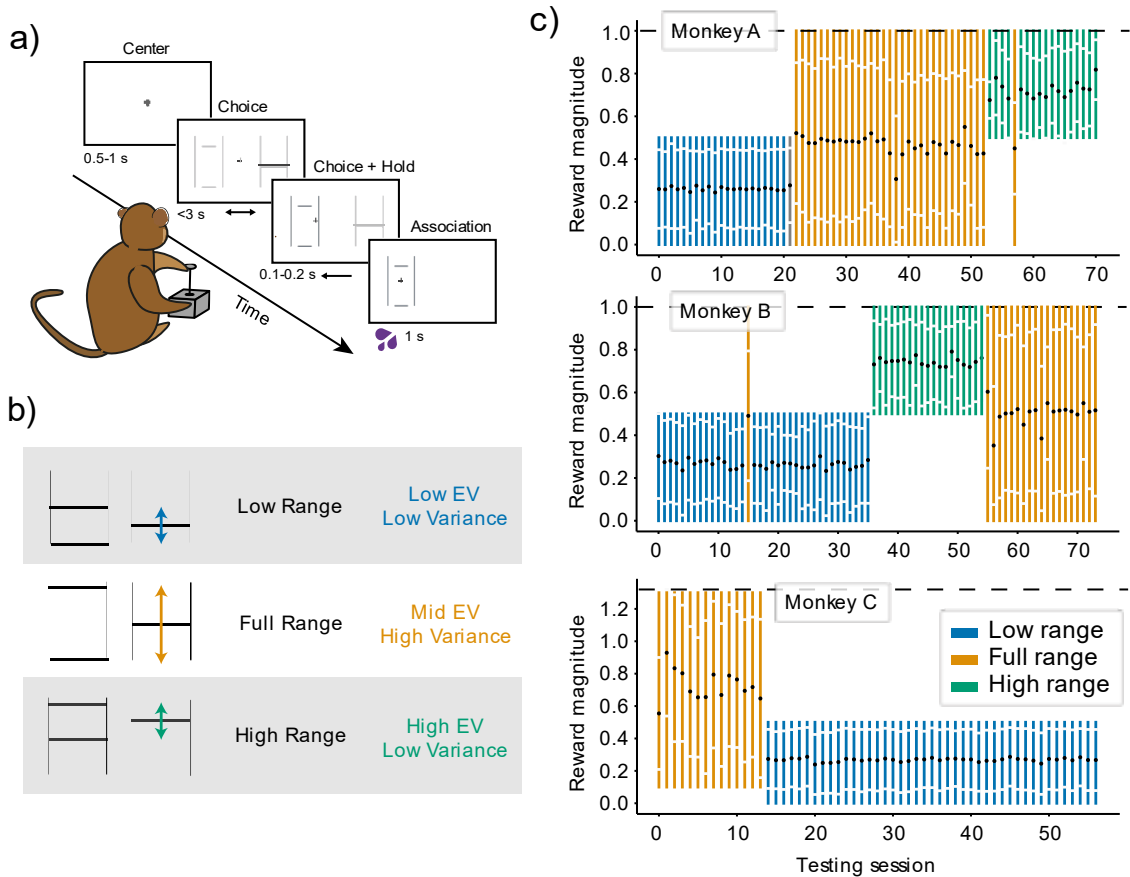 a)
Center
0.5-1 s
Choice
<3 s
Choice + Hold
0.1-0.2 s
Association
1 s
Time
b)
Low Range
Low EV
Low Variance
Full Range
Mid EV
High Variance
High Range
High EV
Low Variance
c)
Monkey A
Reward magnitude
1.0
0.8
0.6
0.4
0.2
0.0
0 10 20 30 40 50 60 70
Monkey B
Reward magnitude
1.0
0.8
0.6
0.4
0.2
0.0
0 10 20 30 40 50 60 70
Monkey C
Reward magnitude
1.2
1.0
0.8
0.6
0.4
0.2
0.0
0 10 20 30 40 50
Low range
Full range
High range
Testing session